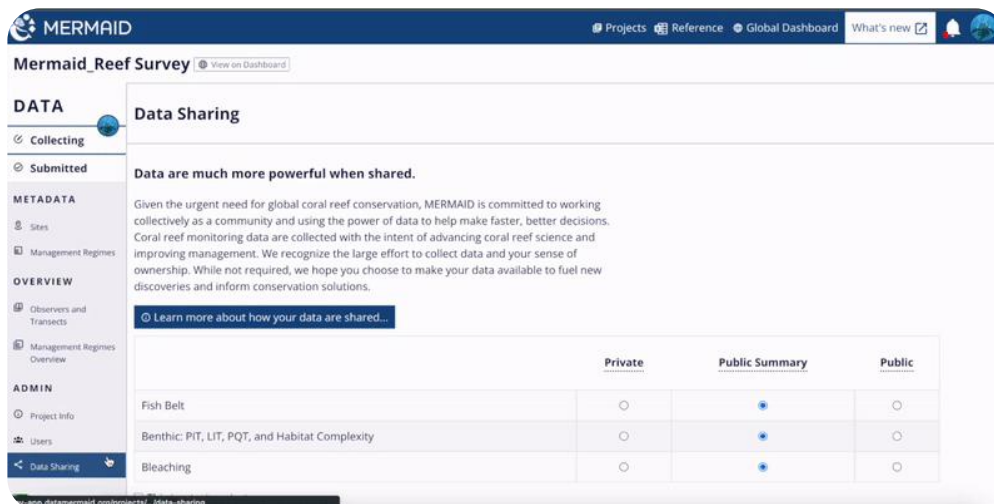 MERMAID
Projects Reference Global Dashboard What's new
Mermaid_Reef Survey View on Dashboard
DATA
Collecting
Submitted
METADATA
Sites
Management Regimes
OVERVIEW
Observers and
Transects
Management Regimes
Overview
ADMIN
Project Info
Users
Data Sharing
Data Sharing
Data are much more powerful when shared.
Given the urgent need for global coral reef conservation, MERMAID is committed to working
collectively as a community and using the power of data to help make faster, better decisions.
Coral reef monitoring data are collected with the intent of advancing coral reef science and
improving management. We recognize the large effort to collect data and your sense of
ownership. While not required, we hope you choose to make your data available to fuel new
discoveries and inform conservation solutions.
Learn more about how your data are shared...
Private Public Summary Public
Fish Belt
Benthic: PIT, LIT, PQT, and Habitat Complexity
Bleaching